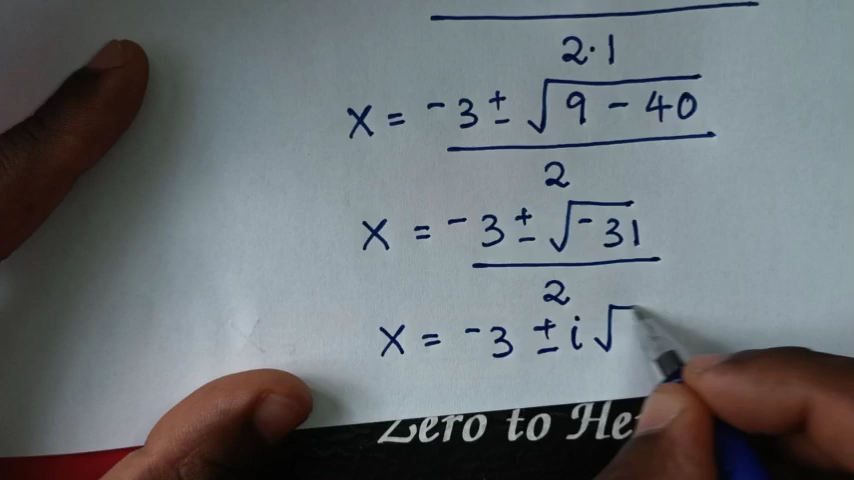 2·1
x = -3 ± √9 - 40
2
x = -3 ± √-31
2
x = -3 ± i√
Zero to He